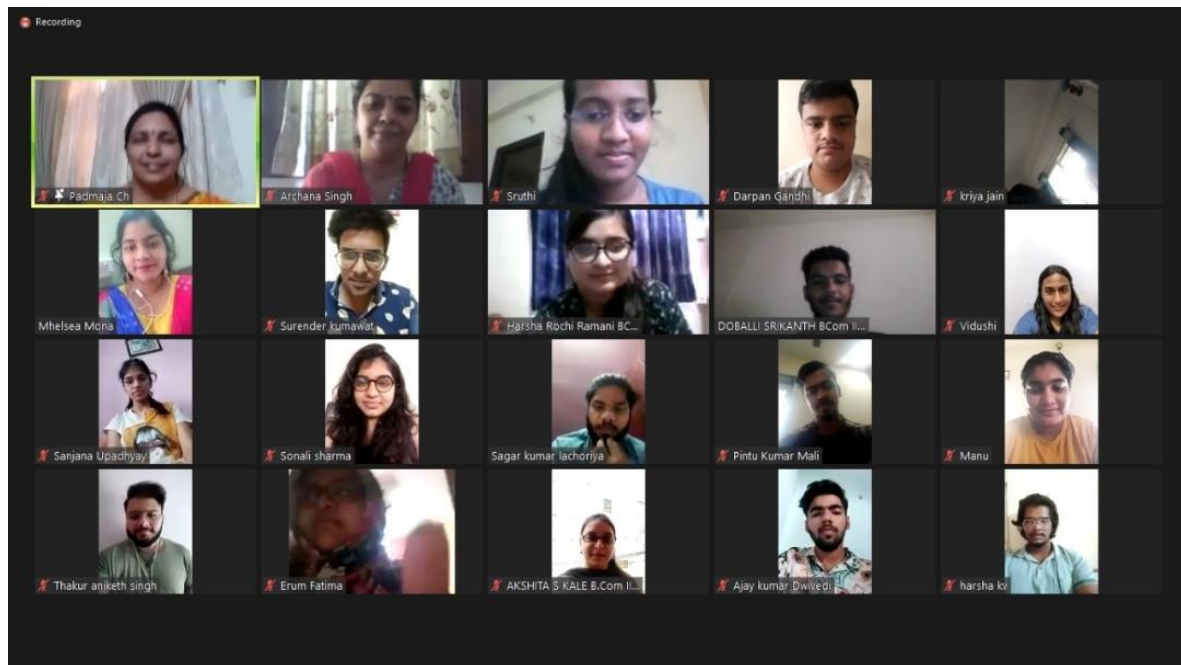 Recording
Padmaja Ch
Archana Singh
Sruthi
Darpan Gandhi
kriya jain
Mhelsea Mona
Surender kumawat
Harsha Rochi Ramani BC...
DOBALLI SRIKANTH BCom II...
Vidushi
Sanjana Upadhyay
Sonali sharma
Sagar kumar lachoriya
Pintu Kumar Mali
Manu
Thakur aniketh singh
Erum Fatima
AKSHITA S KALE B.Com II...
Ajay kumar Dwivedi
harsha kv